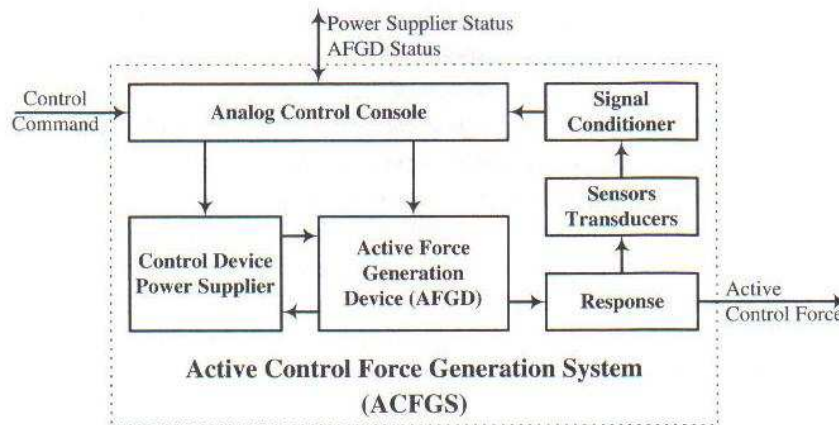 Power Supplier Status
AFGD Status
Control
Command
Analog Control Console
Signal
Conditioner
Sensors
Transducers
Control Device
Power Supplier
Active Force
Generation
Device (AFGD)
Response
Active
Control Force
Active Control Force Generation System
(ACFGS)